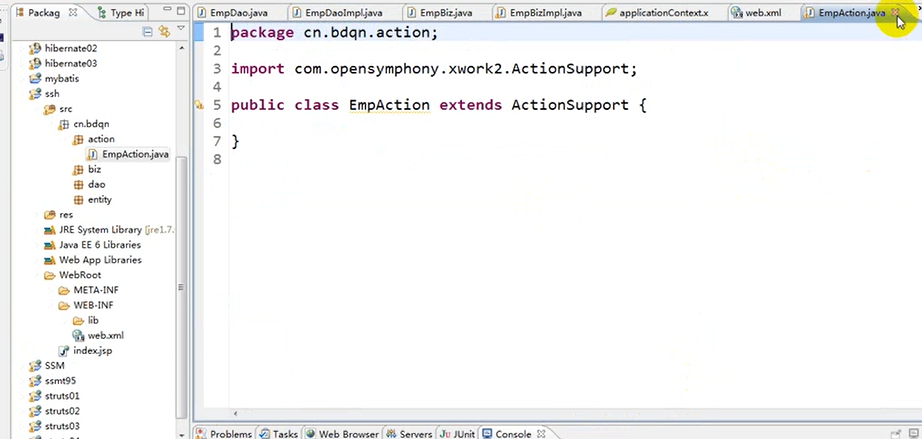 Packag
Type Hi
EmpDao.java
EmpDaoImpl.java
EmpBiz.java
EmpBizImpl.java
applicationContext.x
web.xml
EmpAction.java
hibernate02
hibernate03
mybatis
ssh
src
cn.bdqn
action
EmpAction.java
biz
dao
entity
res
JRE System Library [jre1.7.
Java EE 6 Libraries
Web App Libraries
WebRoot
META-INF
WEB-INF
lib
web.xml
index.jsp
SSM
ssmt95
struts01
struts02
struts03
1 package cn.bdqn.action;
2
3 import com.opensymphony.xwork2.ActionSupport;
4
5 public class EmpAction extends ActionSupport {
6
7 }
8
Problems
Tasks
Web Browser
Servers
JUnit
Console